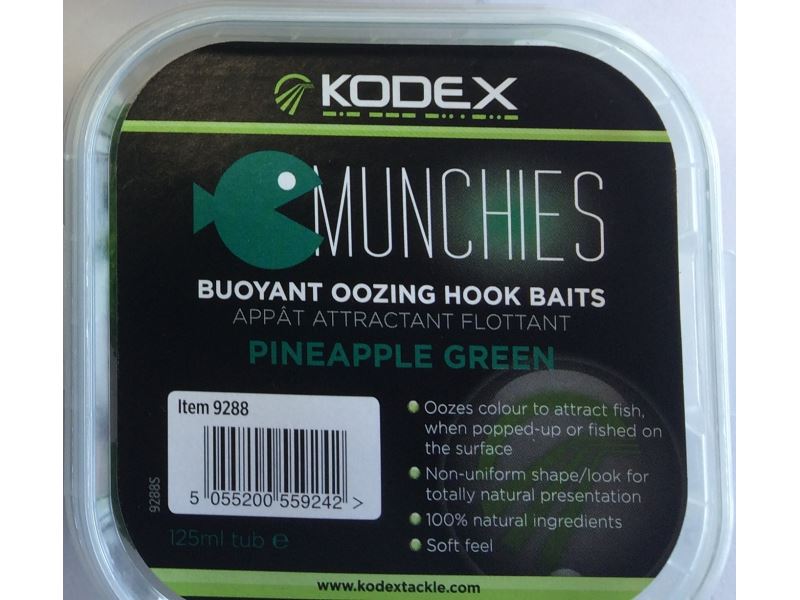 KODEX
MUNCHIES
BUOYANT OOZING HOOK BAITS
APPÂT ATTRACTANT FLOTTANT
PINEAPPLE GREEN
Item 9288
5 055200 559242 >
9288S
125ml tub ℮
Oozes colour to attract fish,
when popped-up or fished on
the surface
Non-uniform shape/look for
totally natural presentation
100% natural ingredients
Soft feel
www.kodextackle.com